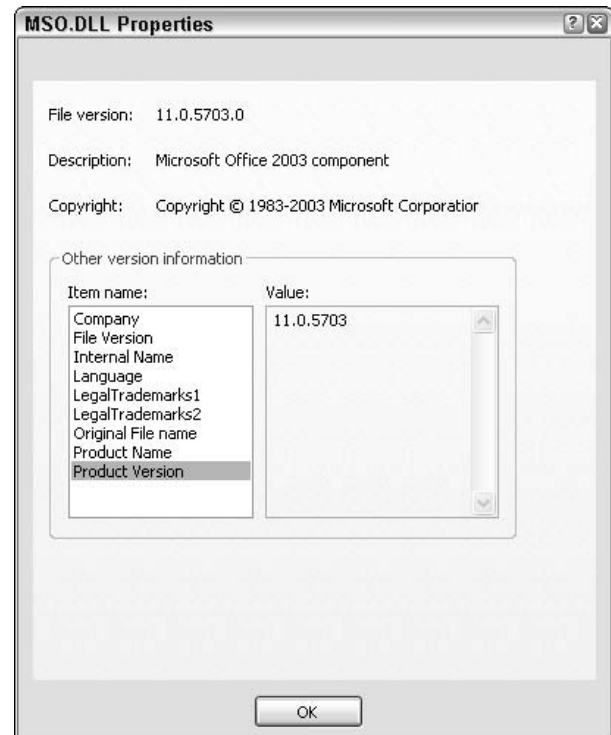 MSO.DLL Properties
File version: 11.0.5703.0
Description: Microsoft Office 2003 component
Copyright: Copyright © 1983-2003 Microsoft Corporatior
Other version information
Item name: Value:
Company 11.0.5703
File Version
Internal Name
Language
LegalTrademarks1
LegalTrademarks2
Original File name
Product Name
Product Version
OK